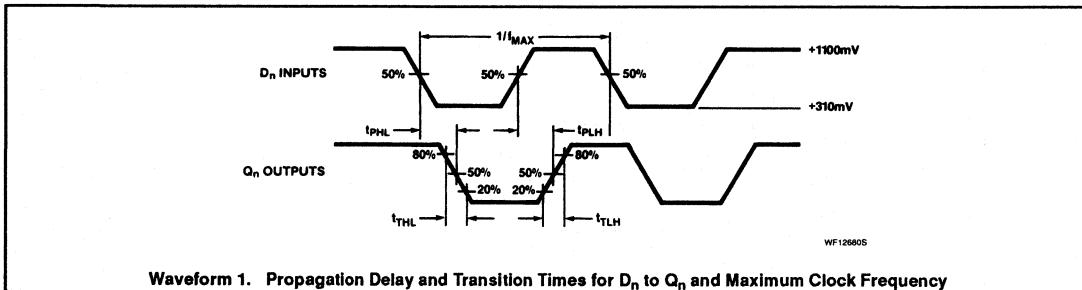 1/fMAX
+1100mV
Dn INPUTS
50%
50%
50%
+310mV
tPHL
tPLH
80%
80%
Qn OUTPUTS
50%
50%
20%
20%
tTHL
tTLH
WF12680S
Waveform 1. Propagation Delay and Transition Times for Dn to Qn and Maximum Clock Frequency